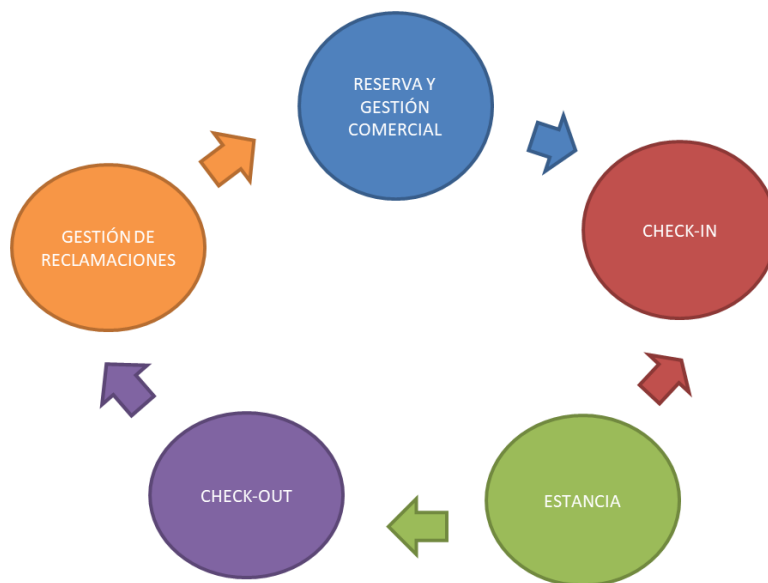 RESERVA Y
GESTIÓN
COMERCIAL
CHECK-IN
ESTANCIA
CHECK-OUT
GESTIÓN DE
RECLAMACIONES